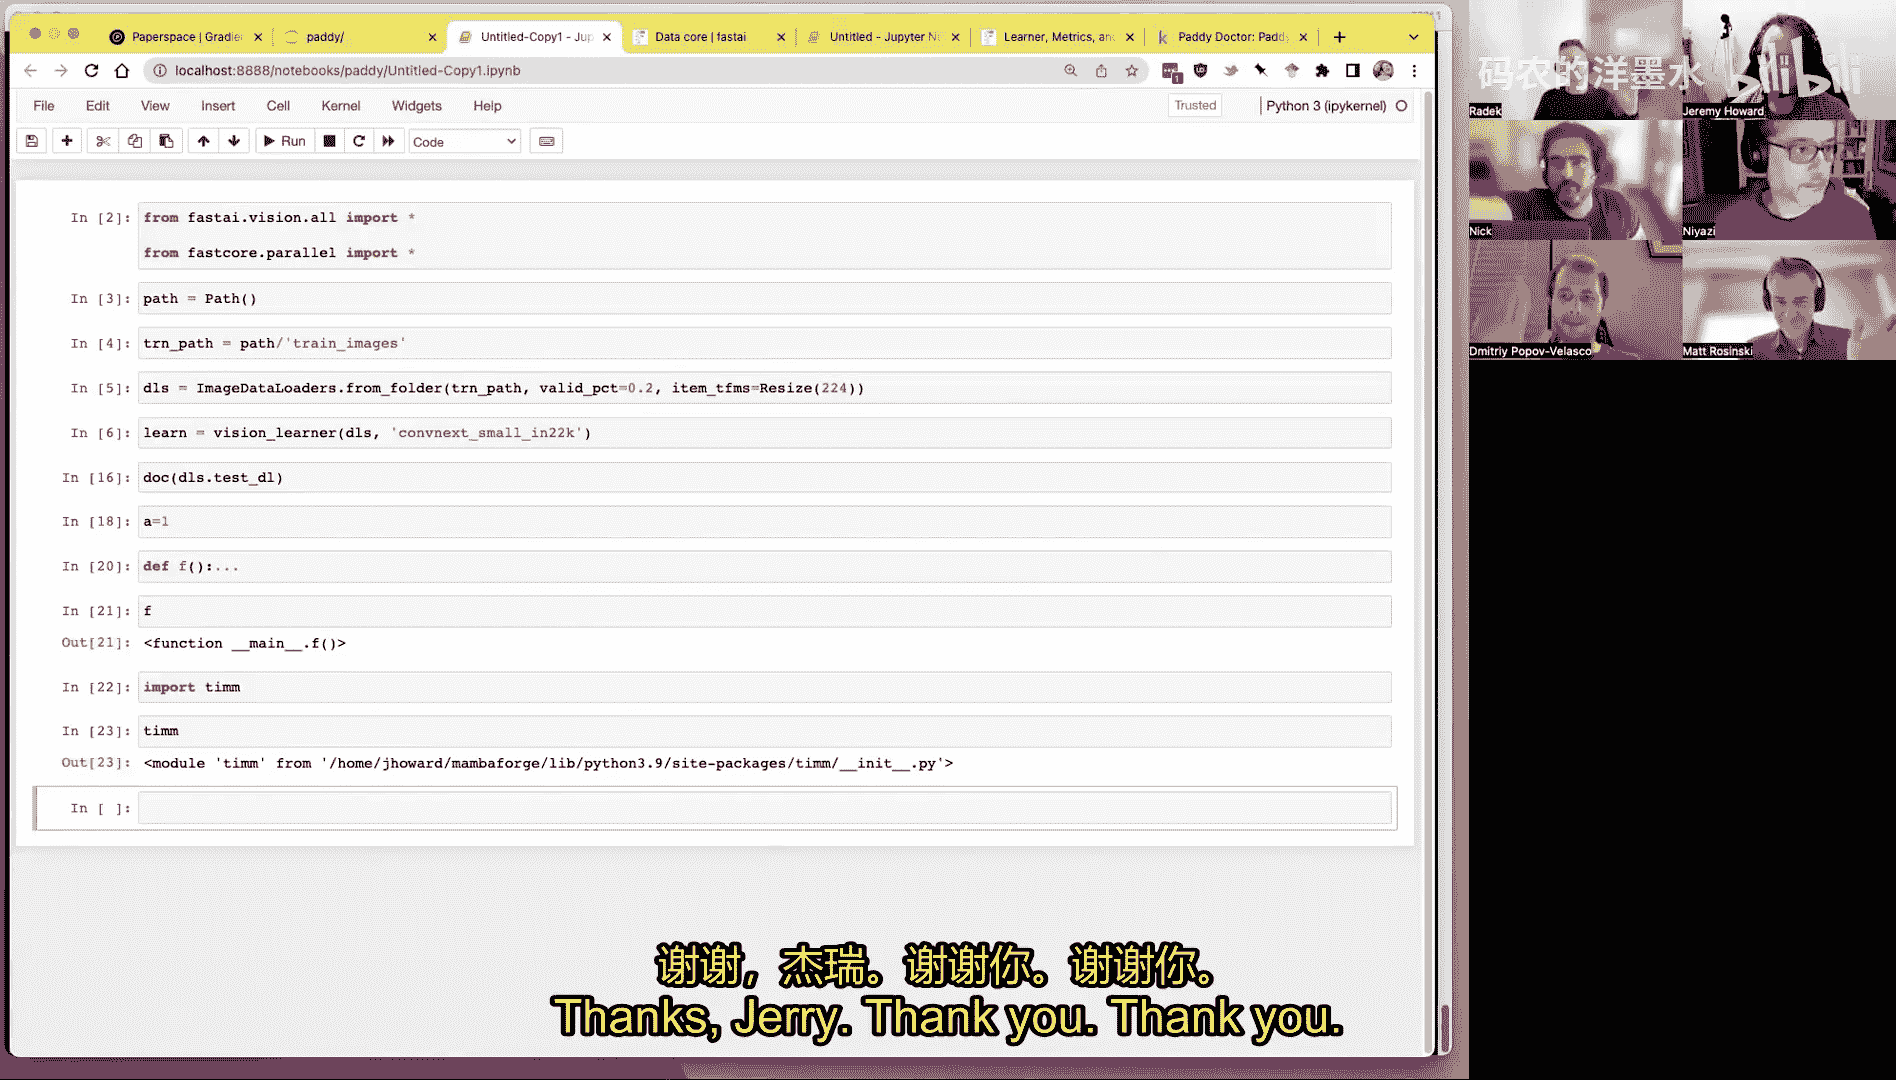 Paperspace | Gradie
paddy/
Untitled-Copy1 - Jup
Data core | fastai
Untitled - Jupyter N
Learner, Metrics, an
Paddy Doctor: Padd
localhost:8888/notebooks/paddy/Untitled-Copy1.ipynb
File Edit View Insert Cell Kernel Widgets Help
Trusted
Python 3 (ipykernel)
Run
Code
In [2]: from fastai.vision.all import *
from fastcore.parallel import *
In [3]: path = Path()
In [4]: trn_path = path/'train_images'
In [5]: dls = ImageDataLoaders.from_folder(trn_path, valid_pct=0.2, item_tfms=Resize(224))
In [6]: learn = vision_learner(dls, 'convnext_small_in22k')
In [16]: doc(dls.test_dl)
In [18]: a=1
In [20]: def f():...
In [21]: f
Out[21]: <function __main__.f()>
In [22]: import timm
In [23]: timm
Out[23]: <module 'timm' from '/home/jhoward/mambaforge/lib/python3.9/site-packages/timm/__init__.py'>
In [ ]:
码农的洋墨水 bilibili
Radek
Jeremy Howard
Nick
Niyazi
Dmitriy Popov-Velasco
Matt Rosinski
谢谢，杰瑞。谢谢你。谢谢你。
Thanks, Jerry. Thank you. Thank you.